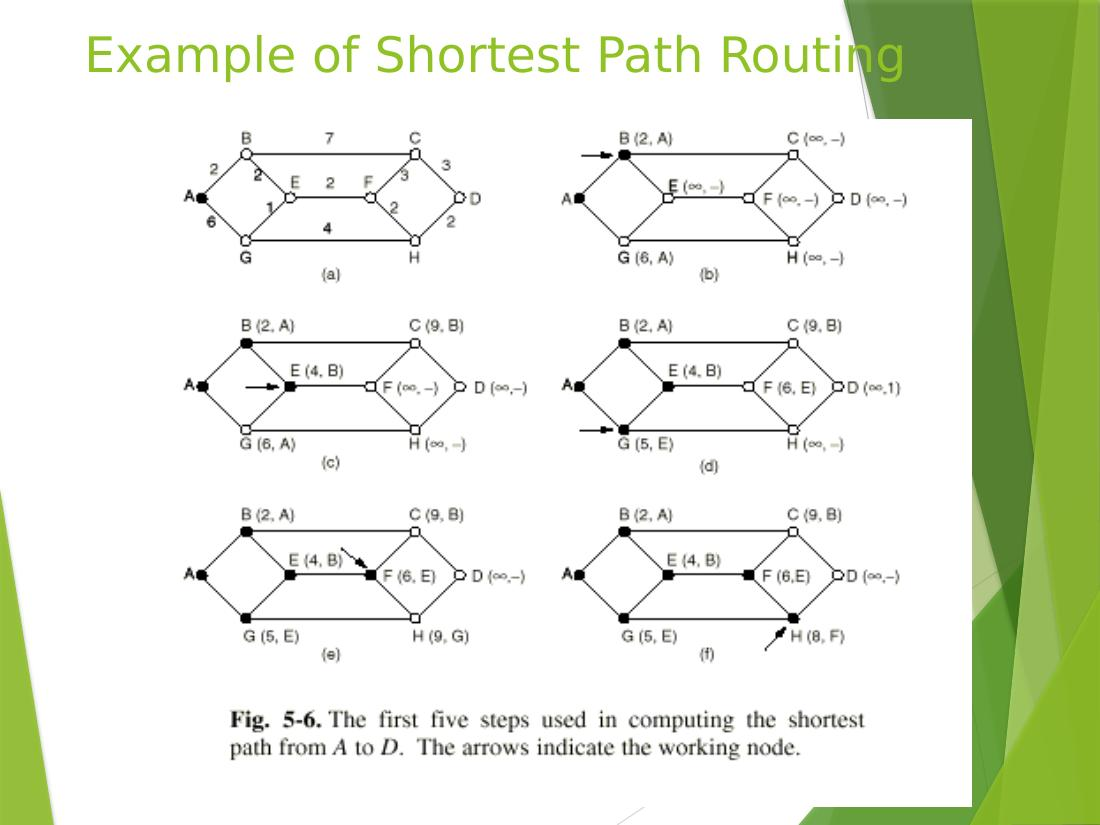 Example of Shortest Path Routing
B 7 C
2 2 E 2 F 3 3
A D
6 1 4 2 2
G H
(a)
B (2, A) C (∞, –)
A E (∞, –) F (∞, –) D (∞, –)
G (6, A) H (∞, –)
(b)
B (2, A) C (9, B)
E (4, B)
A F (∞, –) D (∞,–)
G (6, A) H (∞, –)
(c)
B (2, A) C (9, B)
E (4, B)
A F (6, E) D (∞,1)
G (5, E) H (∞, –)
(d)
B (2, A) C (9, B)
E (4, B)
A F (6, E) D (∞,–)
G (5, E) H (9, G)
(e)
B (2, A) C (9, B)
E (4, B)
A F (6,E) D (∞,–)
G (5, E) H (8, F)
(f)
Fig. 5-6. The first five steps used in computing the shortest
path from A to D. The arrows indicate the working node.